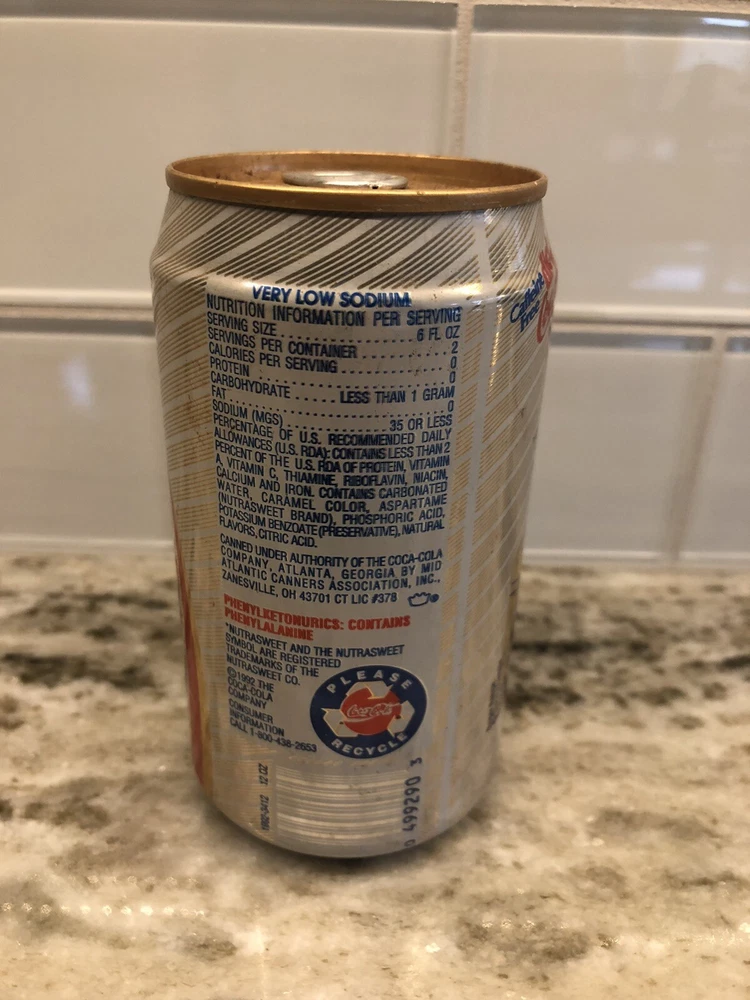 VERY LOW SODIUM
NUTRITION INFORMATION PER SERVING
SERVING SIZE .......... 6 FL OZ
SERVINGS PER CONTAINER .......... 2
CALORIES PER SERVING .......... 0
PROTEIN .......... 0
CARBOHYDRATE ...... LESS THAN 1 GRAM
FAT .......... 0
SODIUM (MGS) .......... 35 OR LESS
PERCENTAGE OF U.S. RECOMMENDED DAILY
ALLOWANCES (U.S. RDA): CONTAINS LESS THAN 2
PERCENT OF THE U.S. RDA OF PROTEIN, VITAMIN
A, VITAMIN C, THIAMINE, RIBOFLAVIN, NIACIN,
CALCIUM AND IRON. CONTAINS CARBONATED
WATER, CARAMEL COLOR, ASPARTAME
(NUTRASWEET BRAND), PHOSPHORIC ACID,
POTASSIUM BENZOATE (PRESERVATIVE), NATURAL
FLAVORS, CITRIC ACID.
CANNED UNDER AUTHORITY OF THE COCA-COLA
COMPANY, ATLANTA, GEORGIA BY MID
ATLANTIC CANNERS ASSOCIATION, INC.,
ZANESVILLE, OH 43701 CT LIC #378
PHENYLKETONURICS: CONTAINS
PHENYLALANINE
*NUTRASWEET AND THE NUTRASWEET
SYMBOL ARE REGISTERED
TRADEMARKS OF THE
NUTRASWEET CO.
©1992 THE
COCA-COLA
COMPANY
CONSUMER
INFORMATION
CALL 1-800-438-2653
PLEASE
Coca-Cola
RECYCLE
12 OZ
0 499290 3
Caffeine
Free